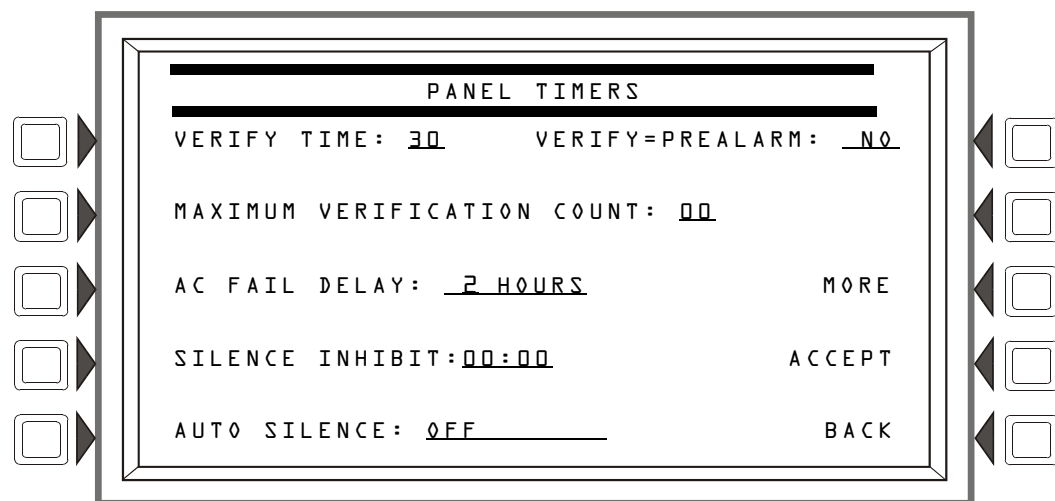 PANEL TIMERS
VERIFY TIME: 30 VERIFY=PREALARM: NO
MAXIMUM VERIFICATION COUNT: 00
AC FAIL DELAY: 2 HOURS MORE
SILENCE INHIBIT:00:00 ACCEPT
AUTO SILENCE: OFF BACK